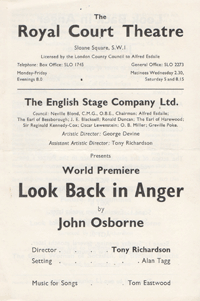 The
Royal Court Theatre
Sloane Square, S.W.1
Licensed by the London County Council to Alfred Esdaile
Telephone: Box Office: SLO 1745 General Office: SLO 2273
Monday-Friday Matinees Wednesday 2.30,
Evenings 8.0 Saturday 5 and 8.15
The English Stage Company Ltd.
Council: Neville Blond, C.M.G., O.B.E., Chairman; Alfred Esdaile;
The Earl of Bessborough; J. E. Blacksell; Ronald Duncan; The Earl of Harewood;
Sir Reginald Kennedy-Cox; Oscar Lewenstein; O. B. Miller; Greville Poke.
Artistic Director: George Devine
Assistant Artistic Director: Tony Richardson
Presents
World Premiere
Look Back in Anger
by
John Osborne
Director . . . . . Tony Richardson
Setting . . . . . Alan Tagg
Music for Songs . . Tom Eastwood